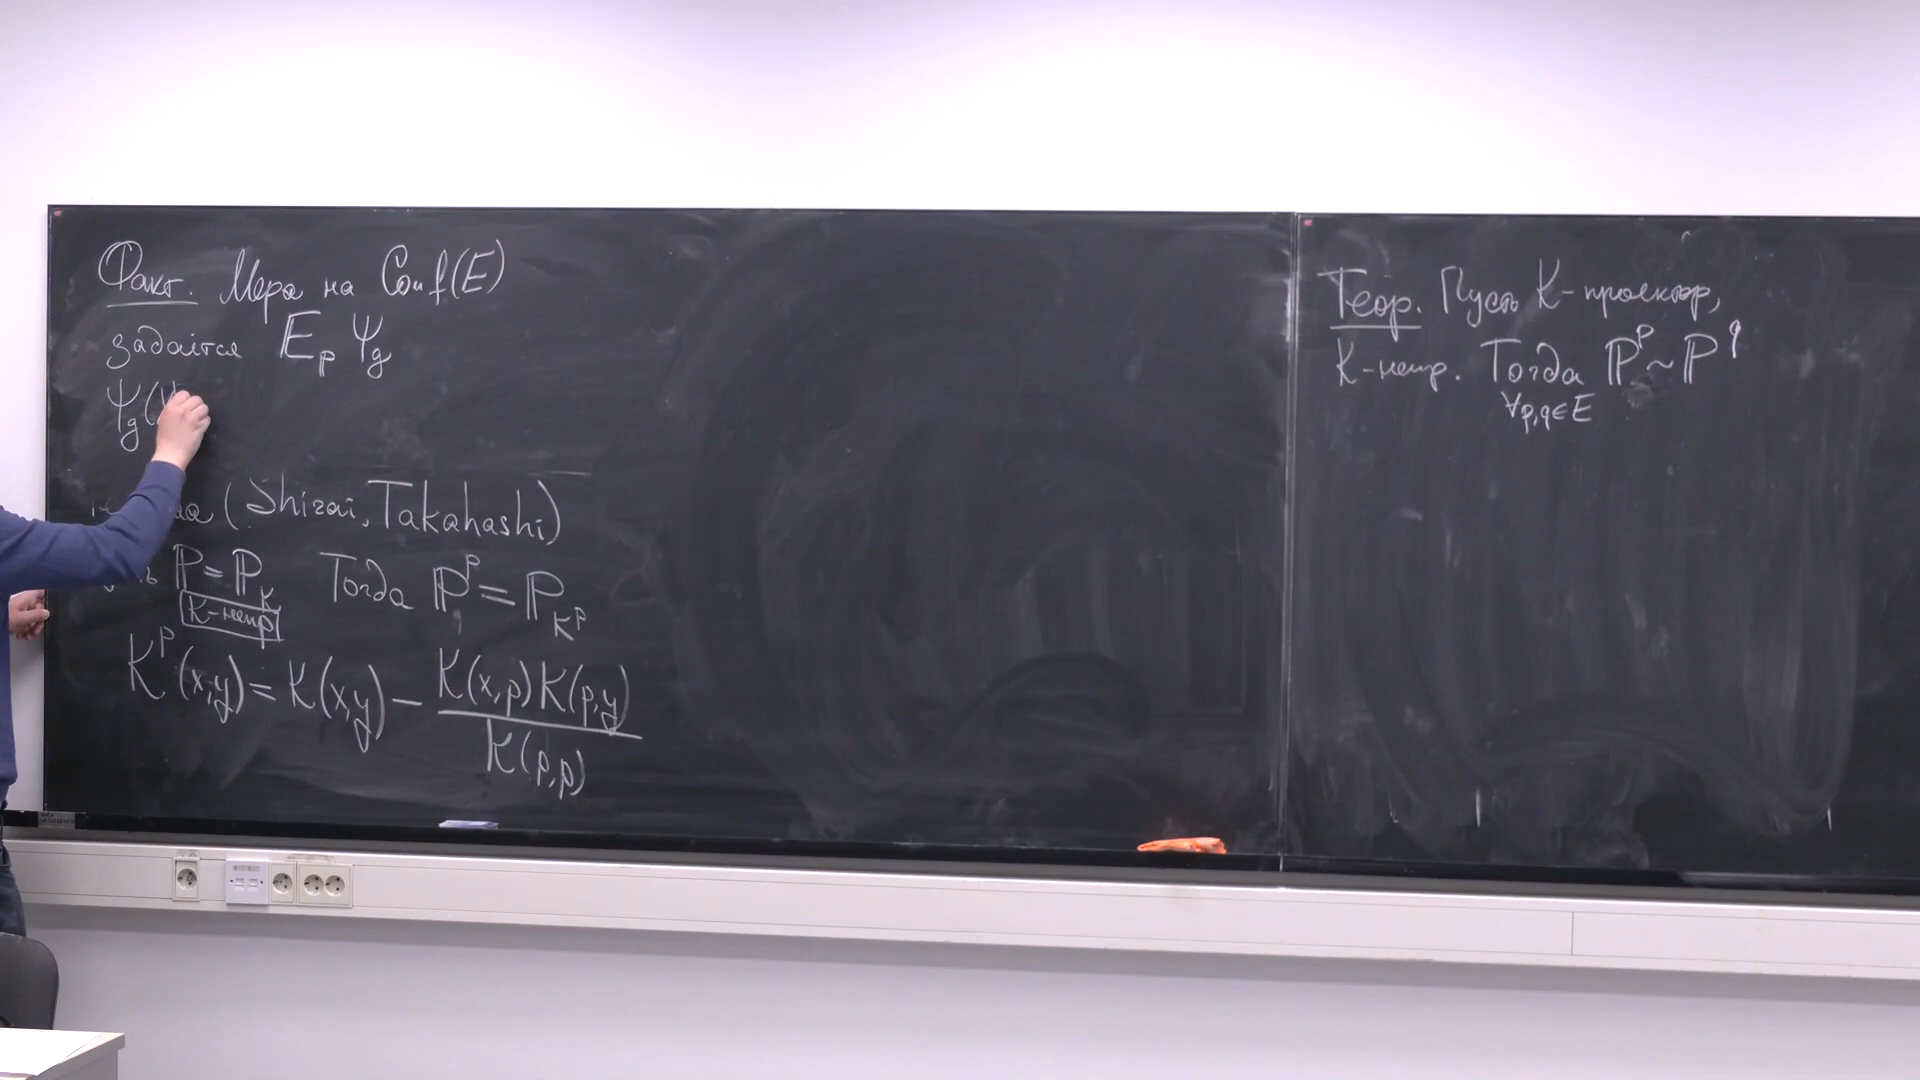 Факт. Мера на Conf(E)
задаётся E_P Ψ_g
Ψ_g(
(Shirai, Takahashi)
ℙ = ℙ_K Тогда ℙ^p = ℙ_{K^p}
K-непр
K^p(x,y) = K(x,y) − K(x,p)K(p,y) / K(p,p)
Теор. Пусть K-проектор,
K-непр. Тогда ℙ^p ~ ℙ^q
∀p,q∈E